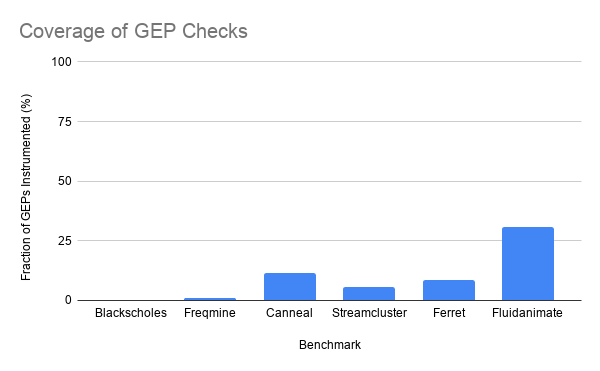 Coverage of GEP Checks
Fraction of GEPs Instrumented (%)
100
75
50
25
0
Blackscholes Freqmine Canneal Streamcluster Ferret Fluidanimate
Benchmark